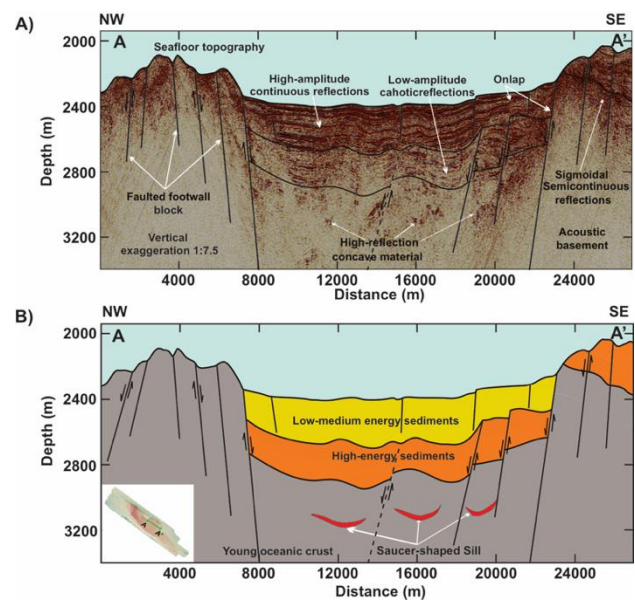 A)
NW
SE
A
A'
Seafloor topography
High-amplitude
continuous reflections
Low-amplitude
cahoticreflections
Onlap
Faulted footwall
block
Sigmoidal
Semicontinuous
reflections
Vertical
exaggeration 1:7.5
High-reflection
concave material
Acoustic
basement
Depth (m)
2000
2400
2800
3200
4000
8000
12000
16000
20000
24000
Distance (m)
B)
NW
SE
A
A'
Low-medium energy sediments
High-energy sediments
Young oceanic crust
Saucer-shaped Sill
A
A'
Depth (m)
2000
2400
2800
3200
4000
8000
12000
16000
20000
24000
Distance (m)